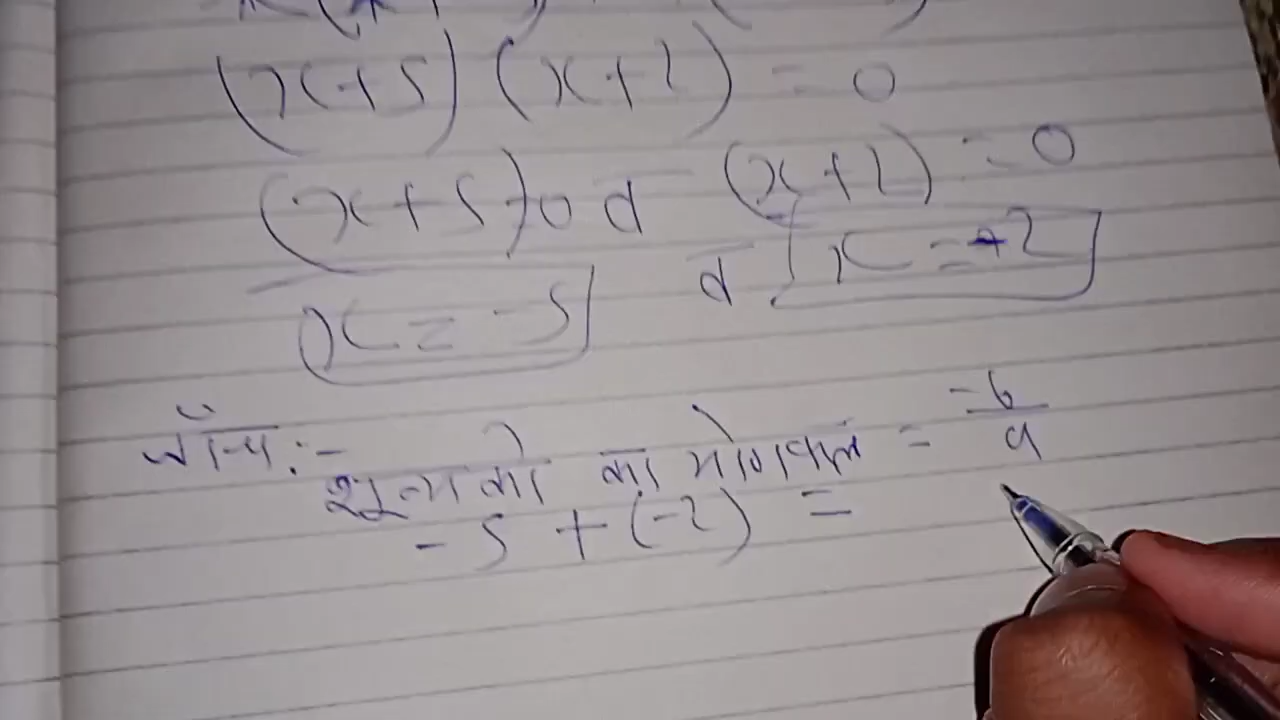 (x+5) (x+2) = 0
(x+5)=0 व (x+2) = 0
x = -5 व x = -2
जाँच :-
शून्यकों का योगफल = -b/a
-5 + (-2) =